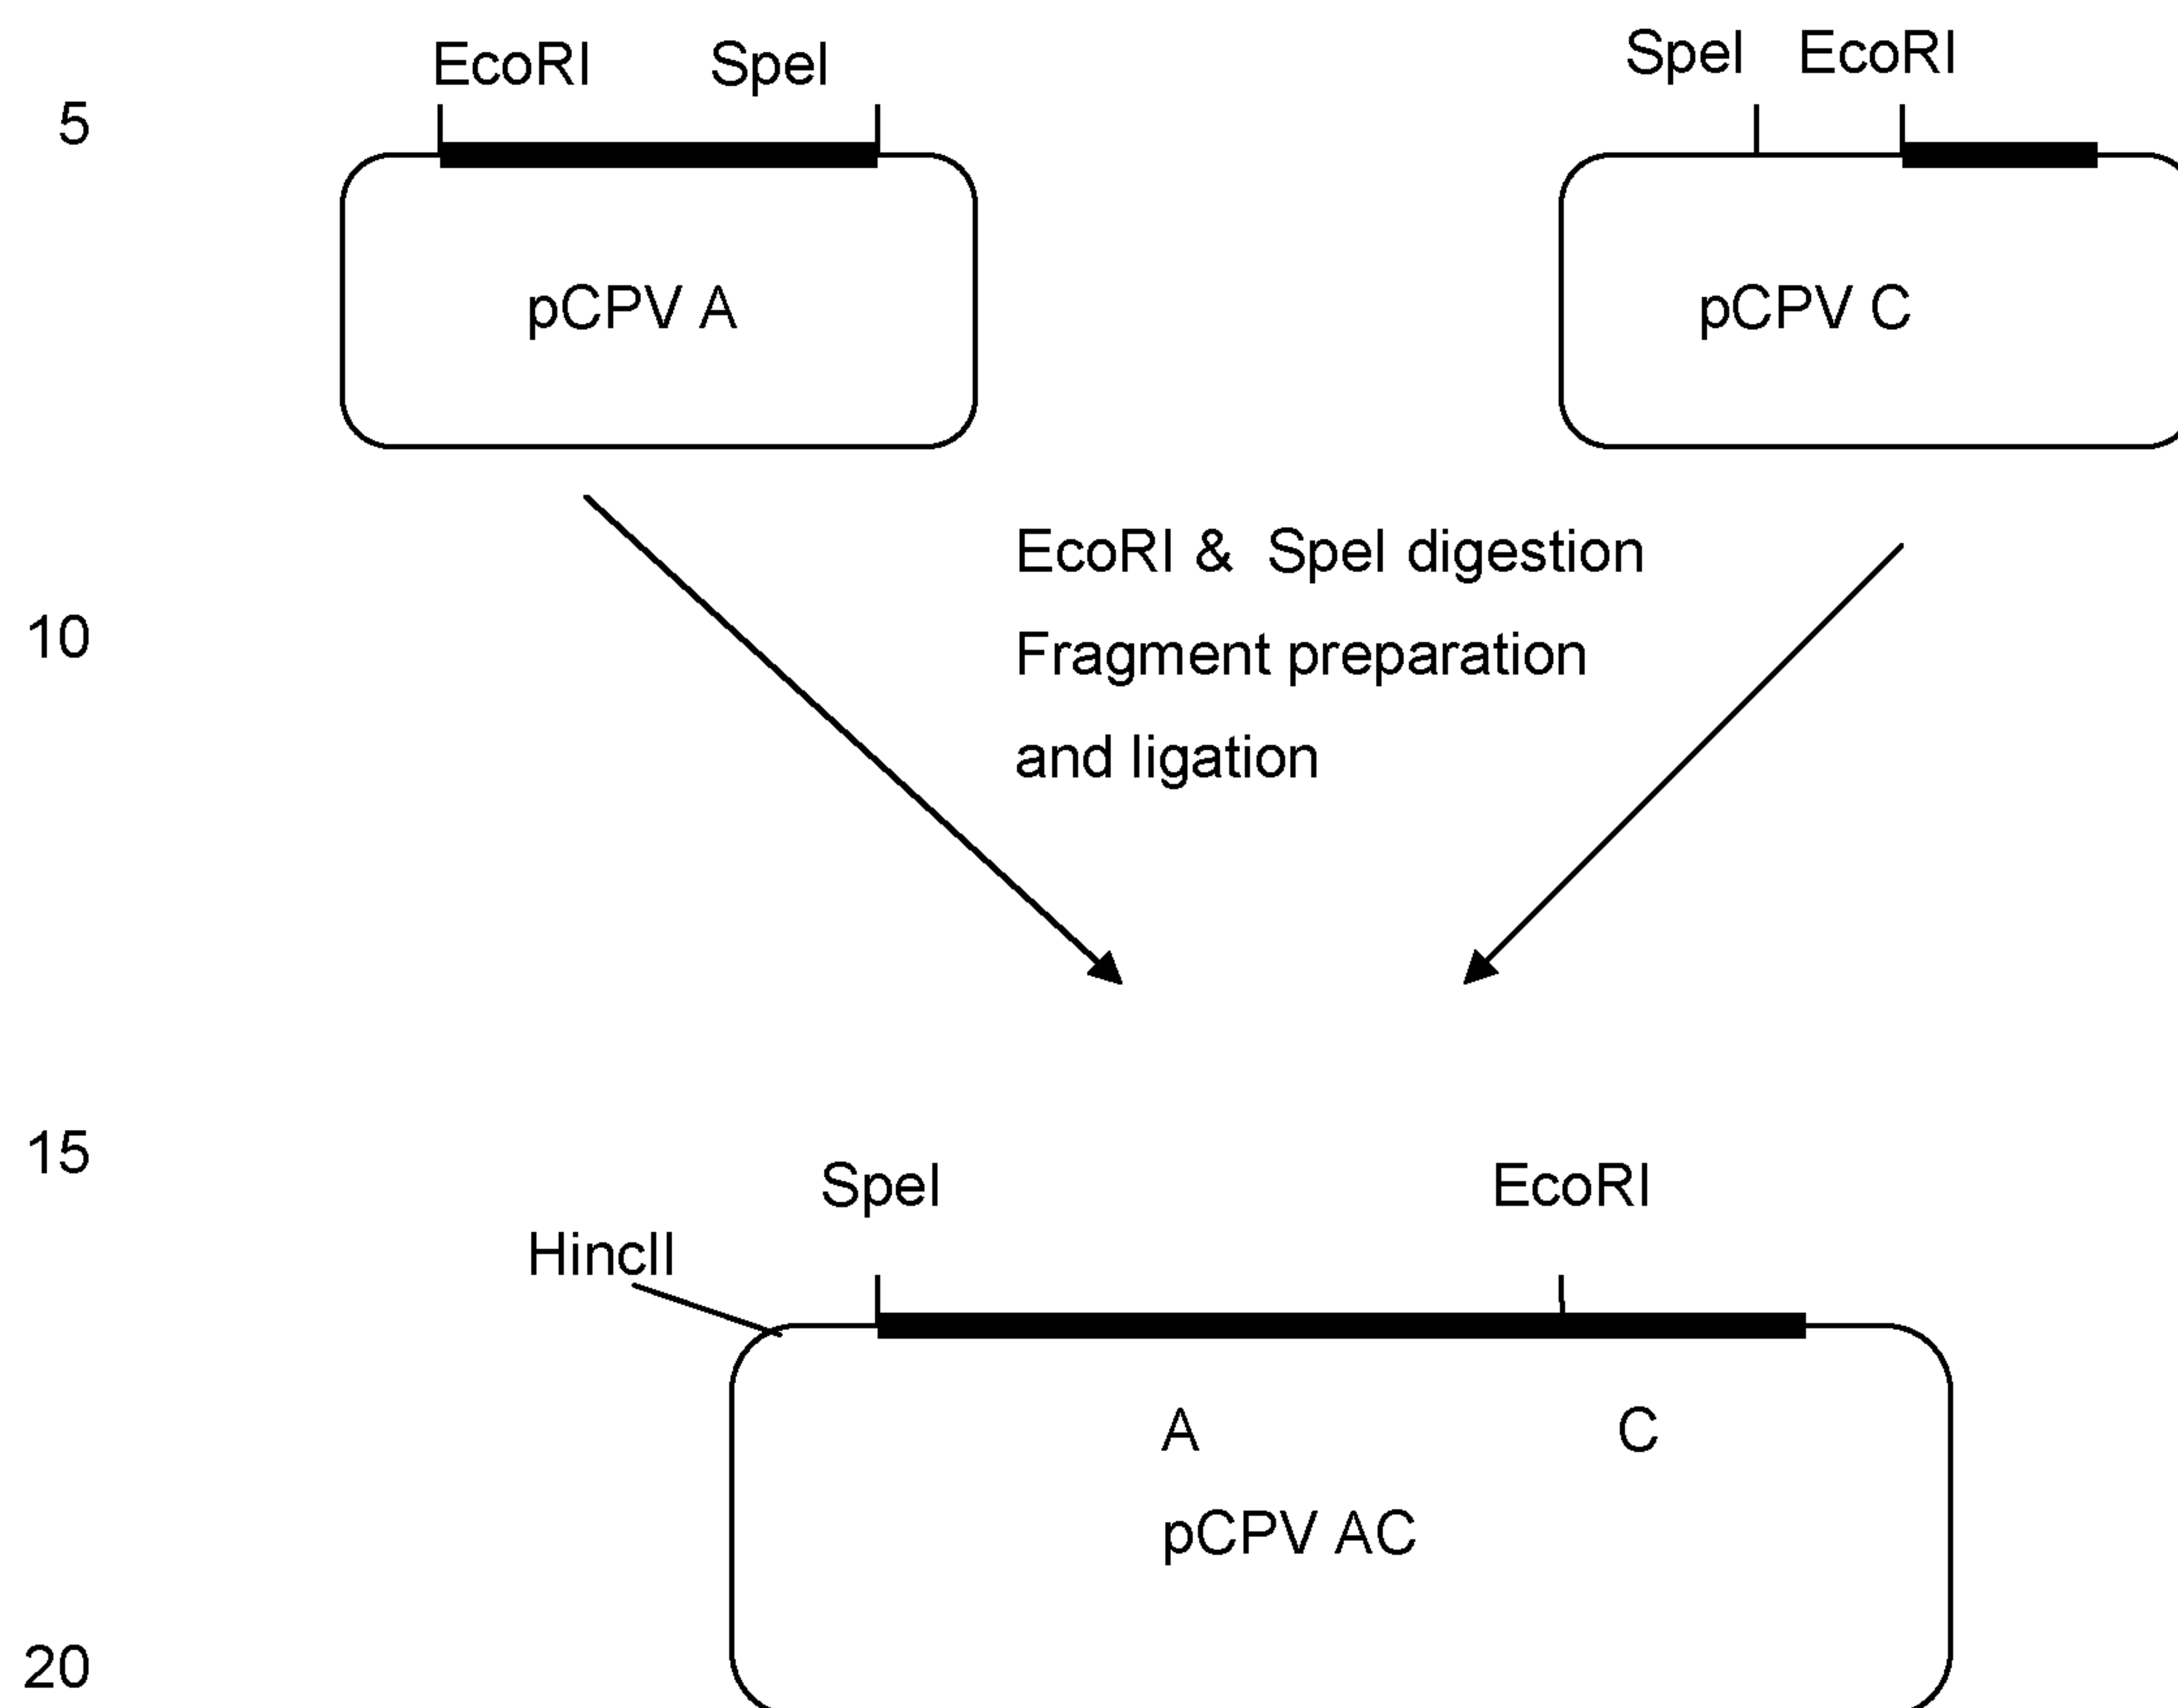 EcoRI SpeI SpeI EcoRI
5
pCPV A pCPV C
EcoRI & SpeI digestion
10 Fragment preparation
and ligation
15
SpeI EcoRI
HincII
A C
pCPV AC
20